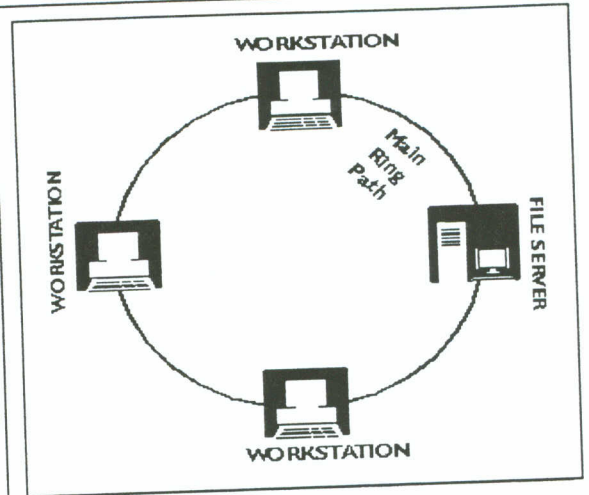 WORKSTATION
Main
Ring
Path
WORKSTATION
FILE SERVER
WORKSTATION